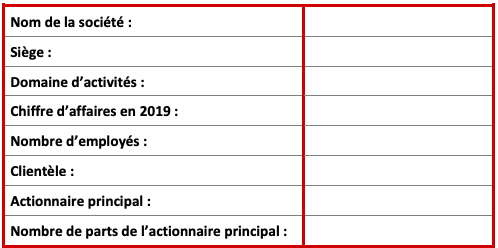 Nom de la société :
Siège :
Domaine d’activités :
Chiffre d’affaires en 2019 :
Nombre d’employés :
Clientèle :
Actionnaire principal :
Nombre de parts de l’actionnaire principal :